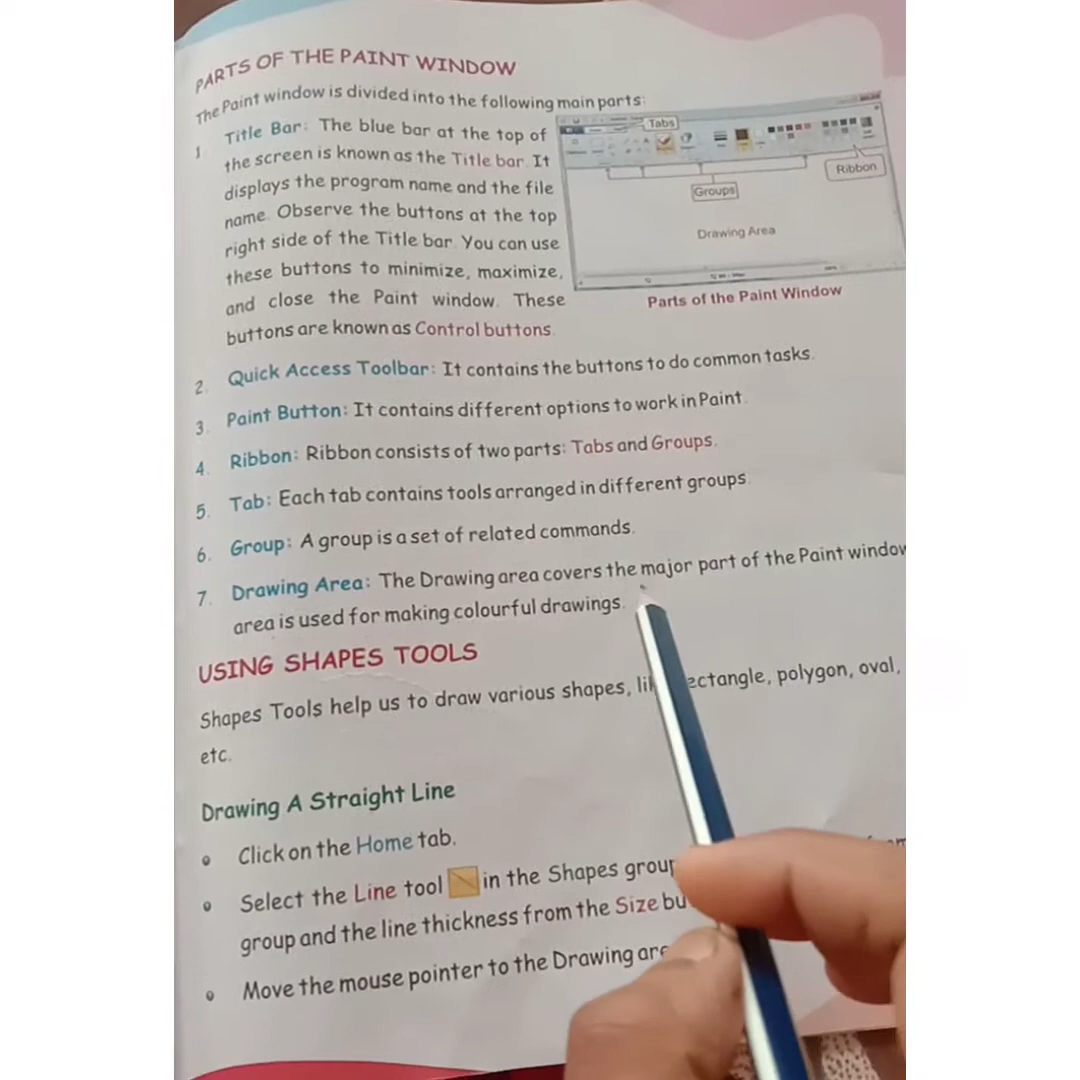 PARTS OF THE PAINT WINDOW
The Paint window is divided into the following main parts:
1. Title Bar: The blue bar at the top of
the screen is known as the Title bar. It
displays the program name and the file
name. Observe the buttons at the top
right side of the Title bar. You can use
these buttons to minimize, maximize,
and close the Paint window. These
buttons are known as Control buttons.
Tabs
Ribbon
Groups
Drawing Area
Parts of the Paint Window
2. Quick Access Toolbar: It contains the buttons to do common tasks.
3. Paint Button: It contains different options to work in Paint.
4. Ribbon: Ribbon consists of two parts: Tabs and Groups.
5. Tab: Each tab contains tools arranged in different groups.
6. Group: A group is a set of related commands.
7. Drawing Area: The Drawing area covers the major part of the Paint window
area is used for making colourful drawings.
USING SHAPES TOOLS
Shapes Tools help us to draw various shapes, rectangle, polygon, oval,
etc.
Drawing A Straight Line
Click on the Home tab.
Select the Line tool in the Shapes group
group and the line thickness from the Size
Move the mouse pointer to the Drawing